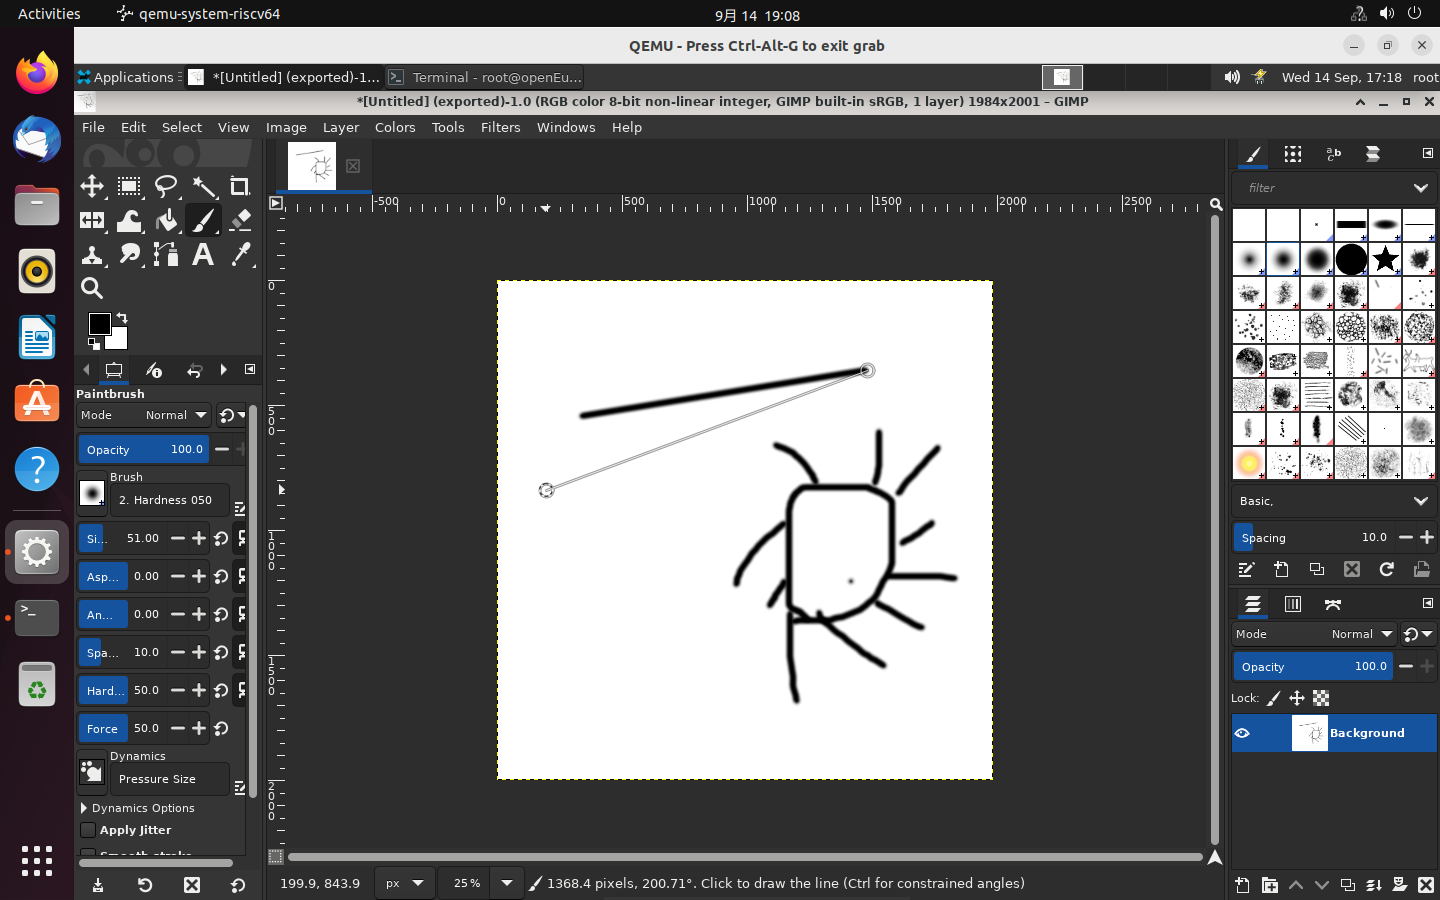 Activities
qemu-system-riscv64
9月 14 19:08
QEMU - Press Ctrl-Alt-G to exit grab
Applications
*[Untitled] (exported)-1...
Terminal - root@openEu...
Wed 14 Sep, 17:18
root
*[Untitled] (exported)-1.0 (RGB color 8-bit non-linear integer, GIMP built-in sRGB, 1 layer) 1984x2001 – GIMP
File Edit Select View Image Layer Colors Tools Filters Windows Help
filter
-500 0 500 1000 1500 2000 2500
0
500
1000
1500
2000
Paintbrush
Mode Normal
Opacity 100.0
Brush
2. Hardness 050
Si... 51.00
Asp... 0.00
An... 0.00
Spa... 10.0
Hard... 50.0
Force 50.0
Dynamics
Pressure Size
Dynamics Options
Apply Jitter
Basic,
Spacing 10.0
Mode Normal
Opacity 100.0
Lock:
Background
199.9, 843.9
px
25 %
1368.4 pixels, 200.71°. Click to draw the line (Ctrl for constrained angles)